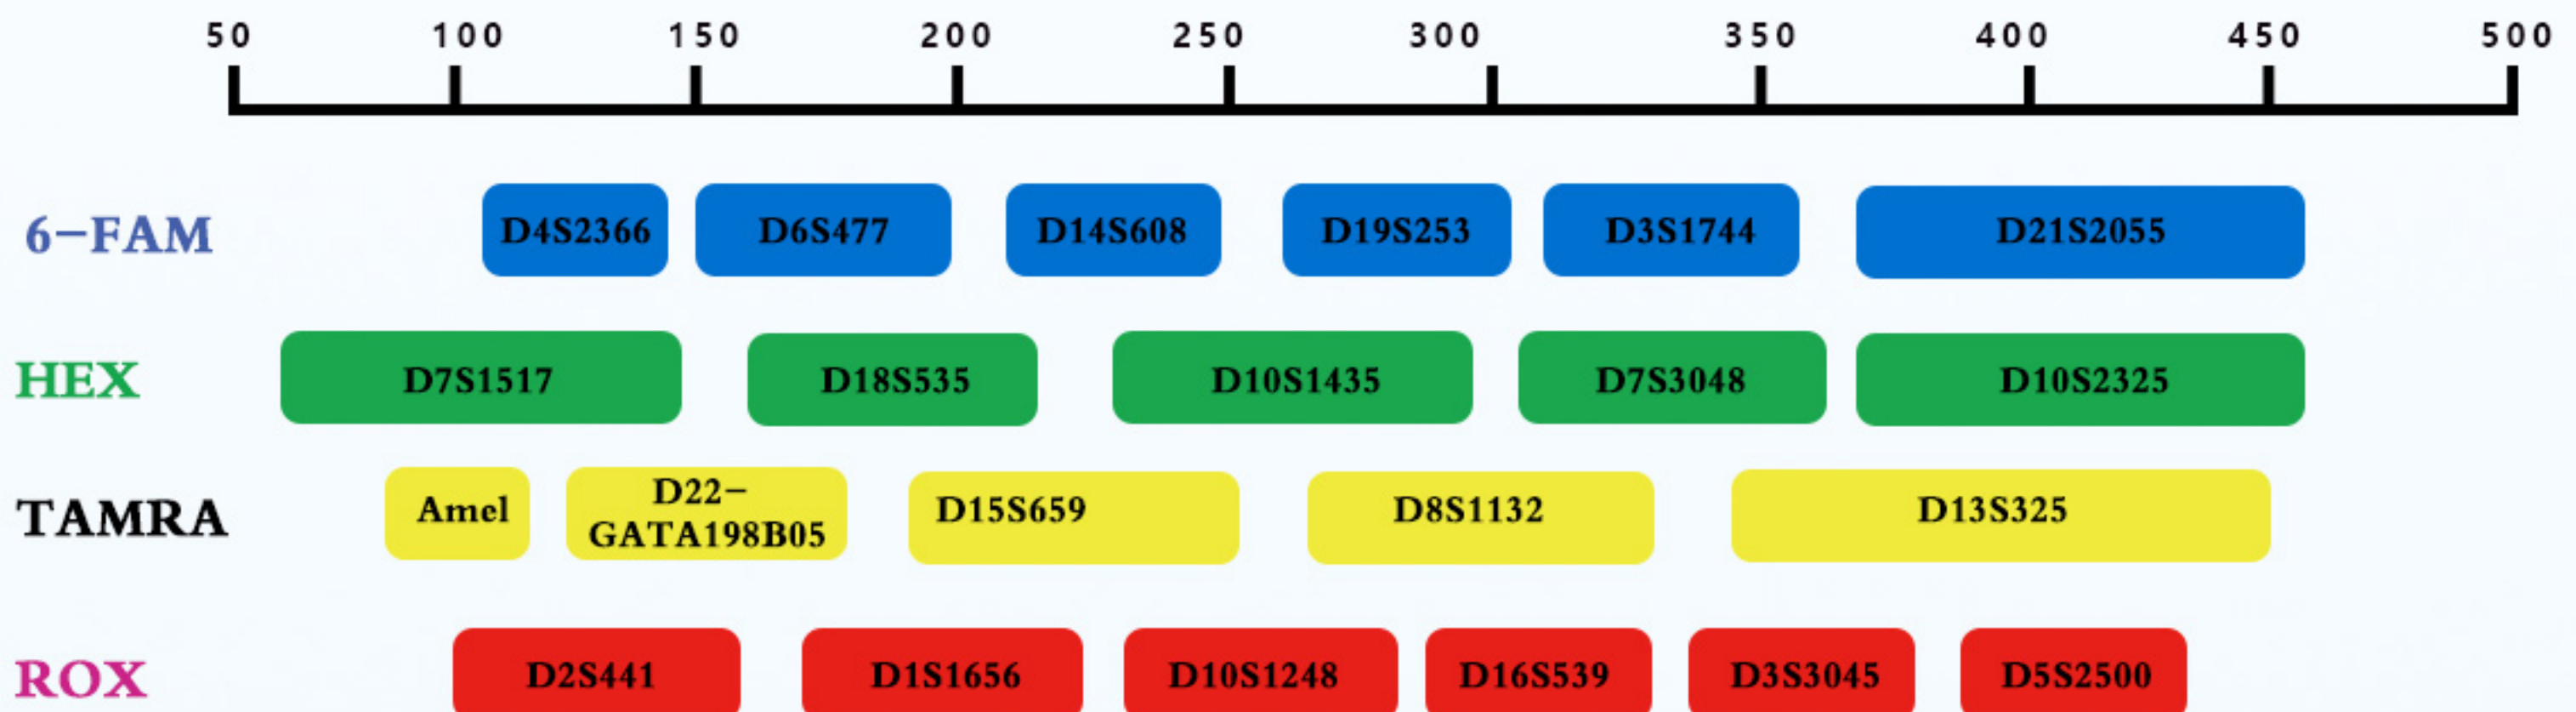 50 100 150 200 250 300 350 400 450 500
6-FAM D4S2366 D6S477 D14S608 D19S253 D3S1744 D21S2055
HEX D7S1517 D18S535 D10S1435 D7S3048 D10S2325
TAMRA Amel D22-
GATA198B05 D15S659 D8S1132 D13S325
ROX D2S441 D1S1656 D10S1248 D16S539 D3S3045 D5S2500